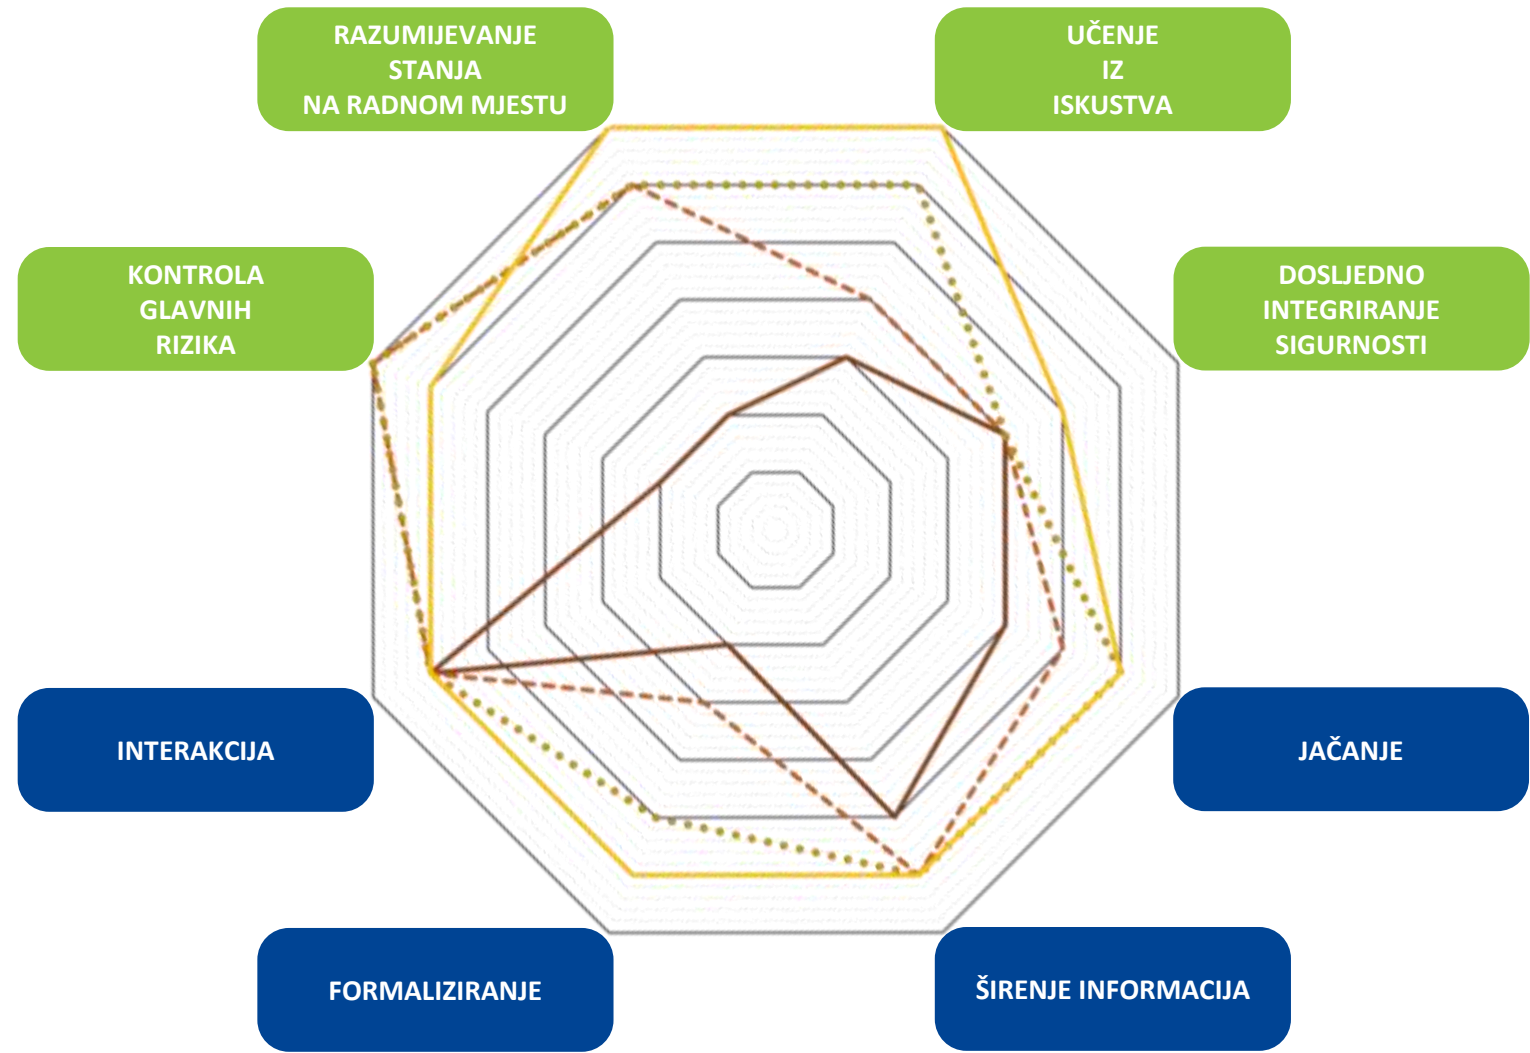 RAZUMIJEVANJE
STANJA
NA RADNOM MJESTU
UČENJE
IZ
ISKUSTVA
KONTROLA
GLAVNIH
RIZIKA
DOSLJEDNO
INTEGRIRANJE
SIGURNOSTI
INTERAKCIJA
JAČANJE
FORMALIZIRANJE
ŠIRENJE INFORMACIJA